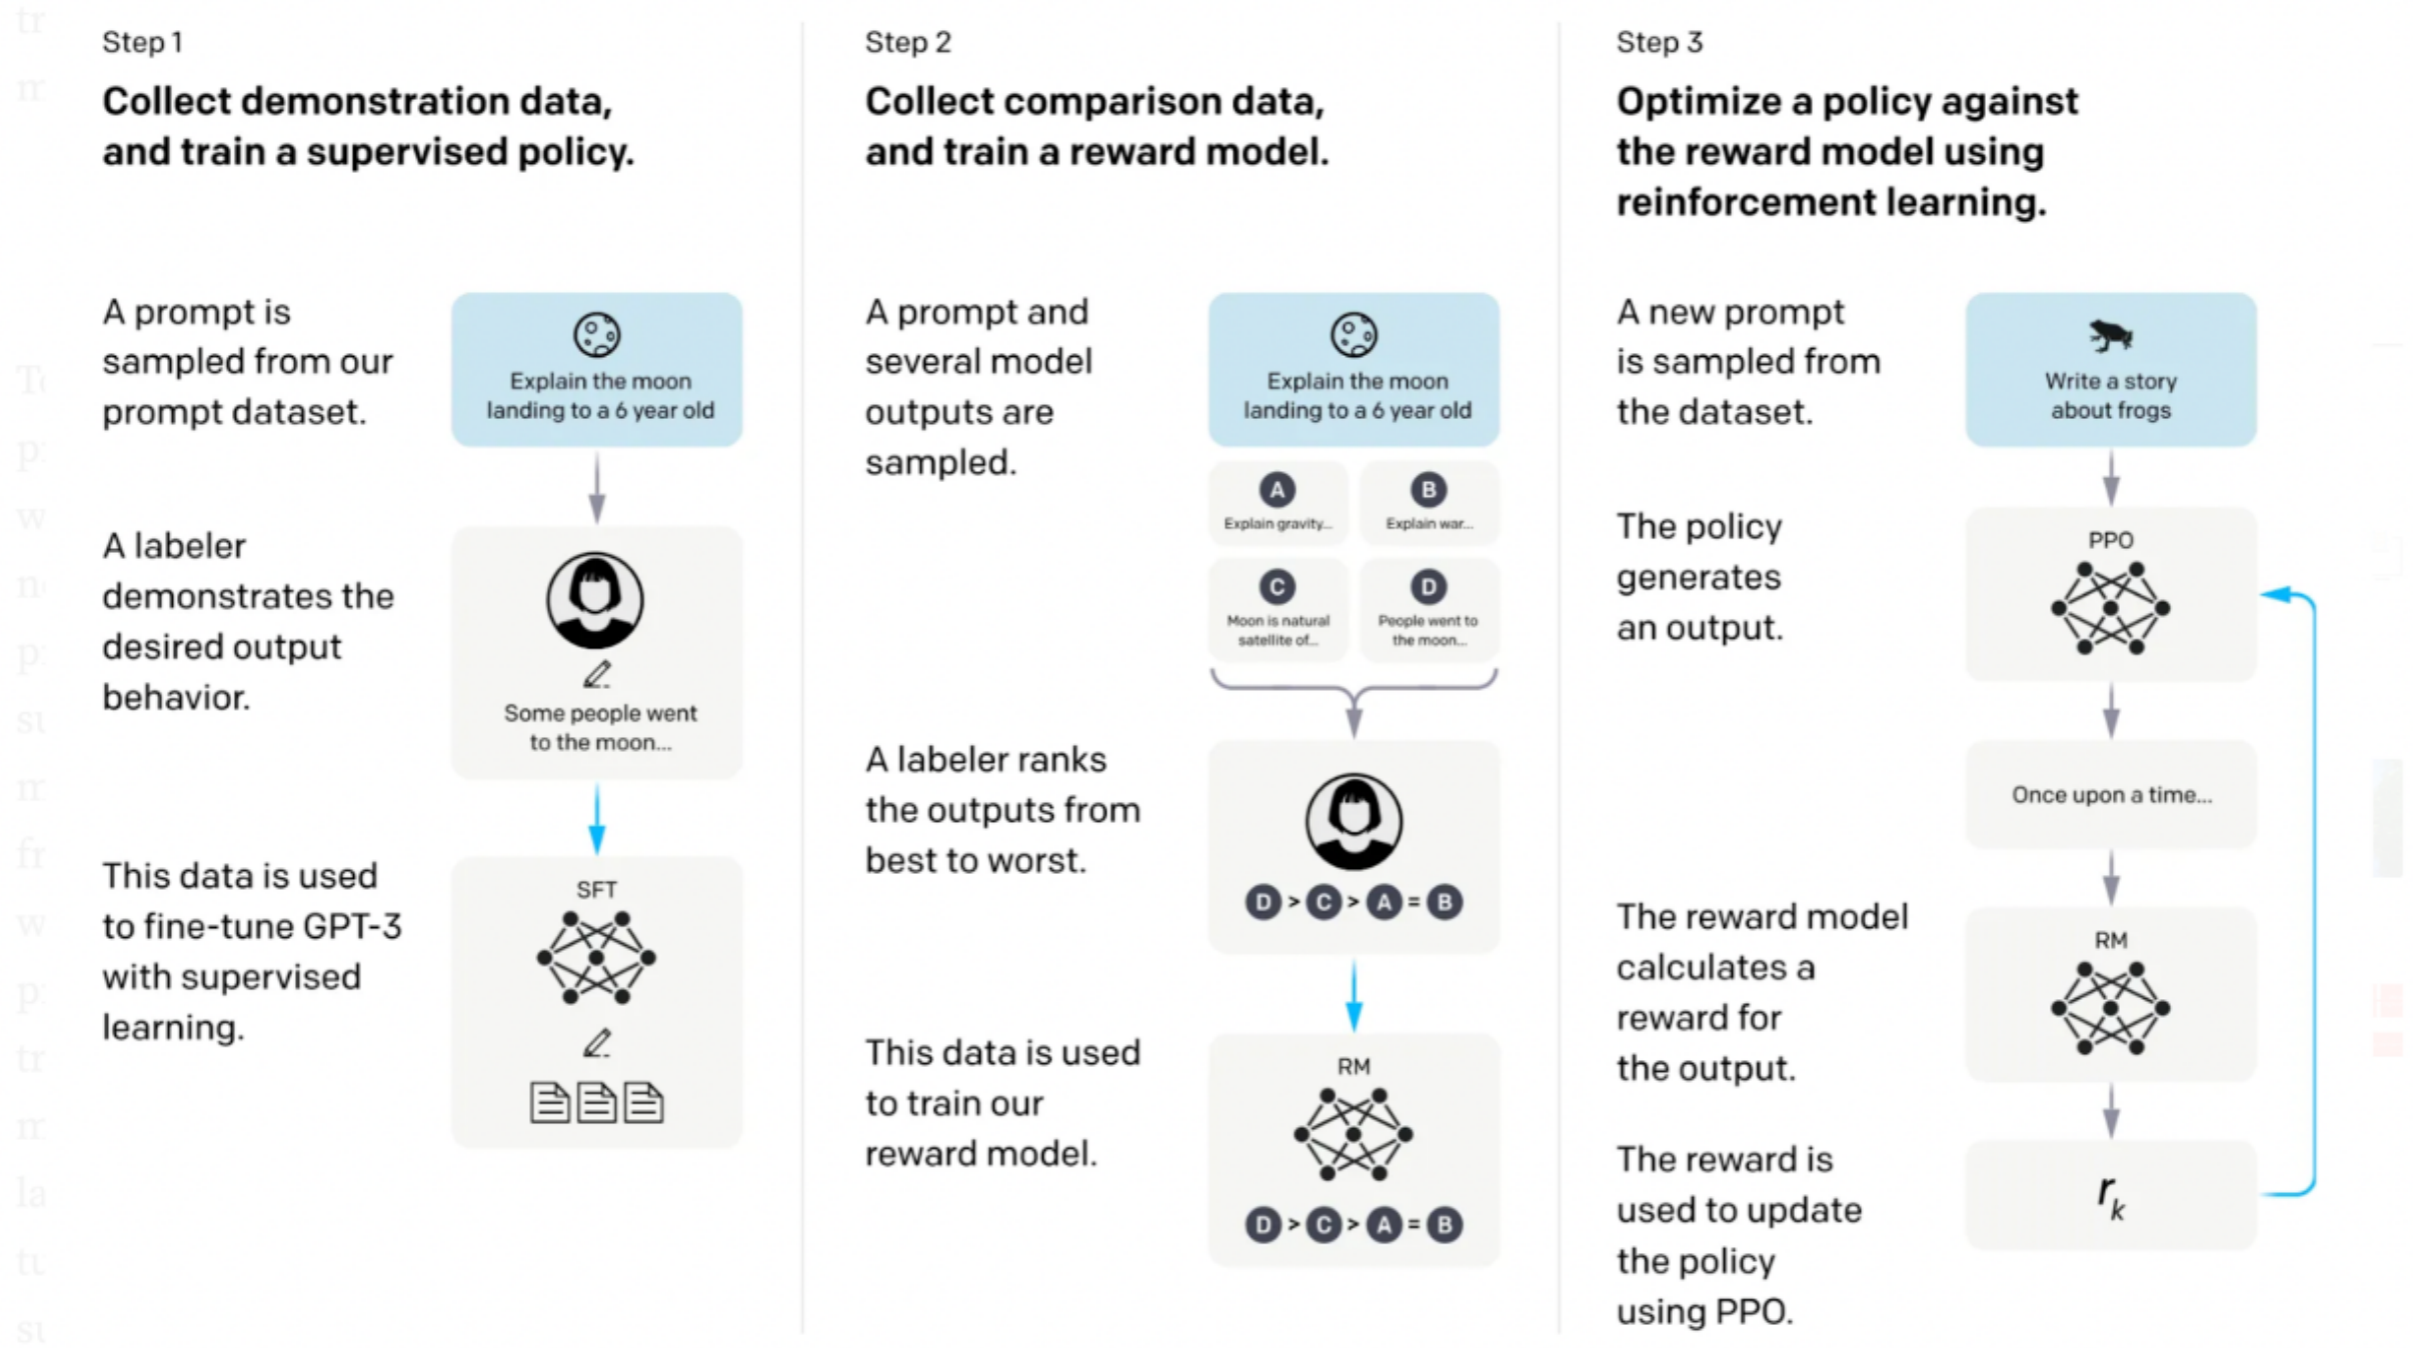 Step 1
Collect demonstration data,
and train a supervised policy.
A prompt is
sampled from our
prompt dataset.
Explain the moon
landing to a 6 year old
A labeler
demonstrates the
desired output
behavior.
Some people went
to the moon...
This data is used
to fine-tune GPT-3
with supervised
learning.
SFT
Step 2
Collect comparison data,
and train a reward model.
A prompt and
several model
outputs are
sampled.
Explain the moon
landing to a 6 year old
A
Explain gravity...
B
Explain war...
C
Moon is natural
satellite of...
D
People went to
the moon...
A labeler ranks
the outputs from
best to worst.
D > C > A = B
This data is used
to train our
reward model.
RM
D > C > A = B
Step 3
Optimize a policy against
the reward model using
reinforcement learning.
A new prompt
is sampled from
the dataset.
Write a story
about frogs
The policy
generates
an output.
PPO
Once upon a time...
The reward model
calculates a
reward for
the output.
RM
The reward is
used to update
the policy
using PPO.
rk